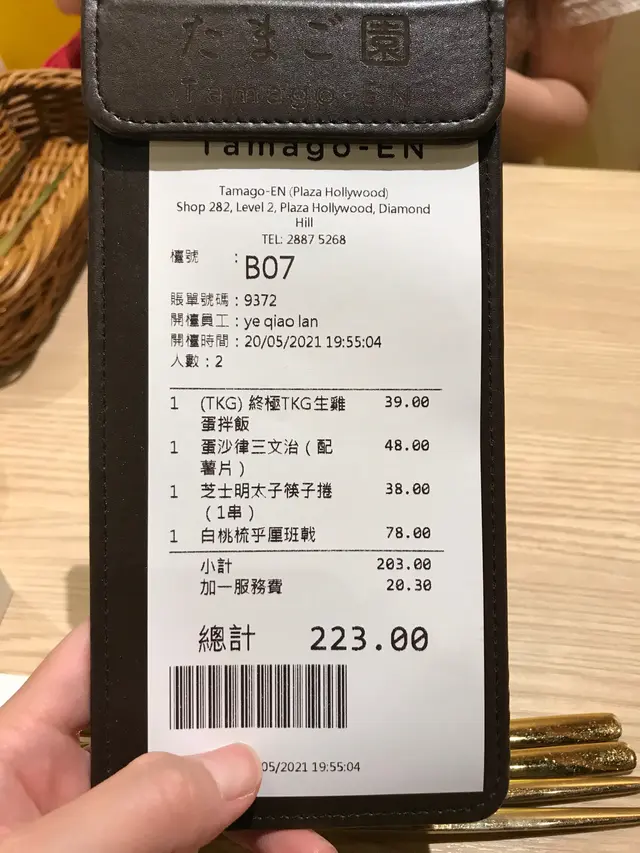 たまご園
Tamago-EN
Tamago-EN
Tamago-EN (Plaza Hollywood)
Shop 282, Level 2, Plaza Hollywood, Diamond
Hill
TEL: 2887 5268
檯號 : B07
賬單號碼 : 9372
開檯員工 : ye qiao lan
開檯時間 : 20/05/2021 19:55:04
人數 : 2
1 (TKG) 終極TKG生雞 39.00
蛋拌飯
1 蛋沙律三文治 ( 配 48.00
薯片 )
1 芝士明太子筷子捲 38.00
( 1串 )
1 白桃梳乎厘班戟 78.00
小計 203.00
加一服務費 20.30
總計 223.00
05/2021 19:55:04